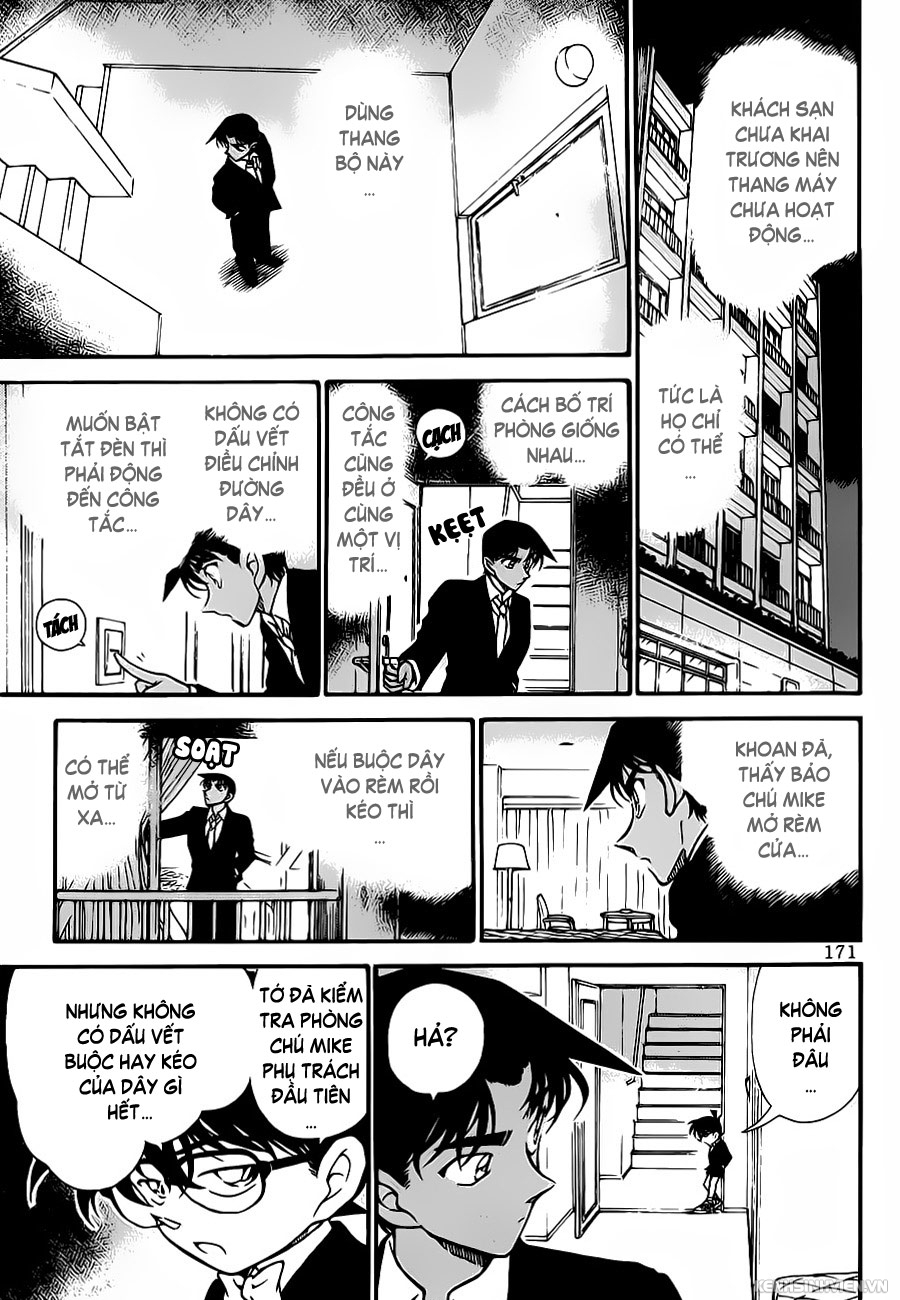 KHÁCH SẠN
CHƯA KHAI
TRƯƠNG NÊN
THANG MÁY
CHƯA HOẠT
ĐỘNG...
TỨC LÀ
HỌ CHỈ
CÓ THỂ
...
DÙNG
THANG
BỘ NÀY
...
CÁCH BỐ TRÍ
PHÒNG GIỐNG
NHAU...
CẠCH
KẸẸT
CÔNG
TẮC
CŨNG
ĐỀU Ở
CÙNG
MỘT VỊ
TRÍ...
KHÔNG CÓ
DẤU VẾT
ĐIỀU CHỈNH
ĐƯỜNG
DÂY...
MUỐN BẬT
TẮT ĐÈN THÌ
PHẢI ĐỘNG
ĐẾN CÔNG
TẮC...
TÁCH
KHOAN ĐÃ,
THẤY BẢO
CHÚ MIKE
MỞ RÈM
CỬA...
NẾU BUỘC DÂY
VÀO RÈM RỒI
KÉO THÌ
...
SOẠT
CÓ THỂ
MỞ TỪ
XA...
171
KHÔNG
PHẢI
ĐÂU
...
HẢ?
TỚ ĐÃ KIỂM
TRA PHÒNG
CHÚ MIKE
PHỤ TRÁCH
ĐẦU TIÊN
...
NHƯNG KHÔNG
CÓ DẤU VẾT
BUỘC HAY KÉO
CỦA DÂY GÌ
HẾT...
KENHSINHVIEN.VN